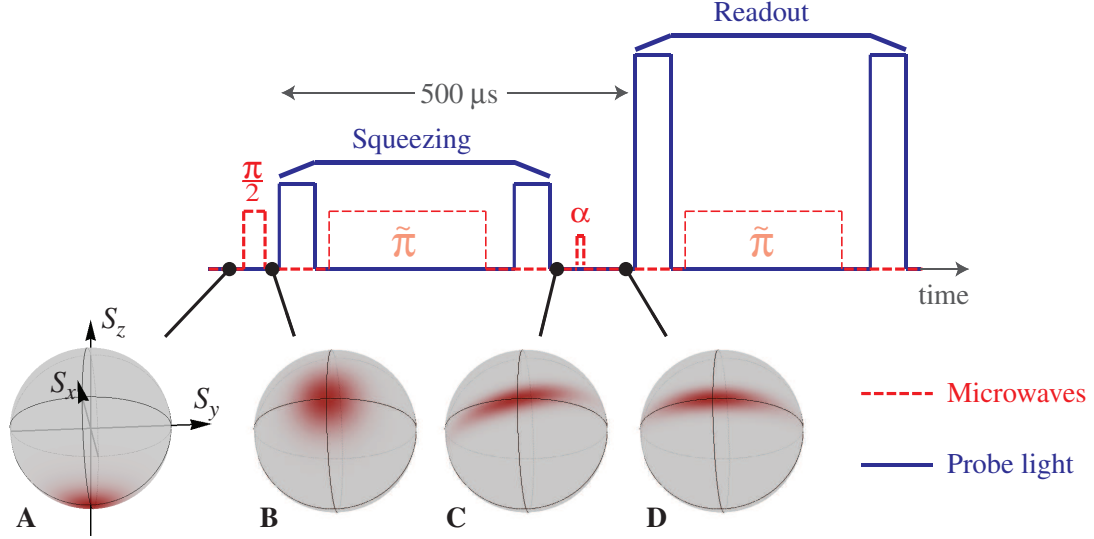 Readout
500 μs
Squeezing
π
2
α
π̃
π̃
time
S_z
S_x
S_y
Microwaves
Probe light
A
B
C
D